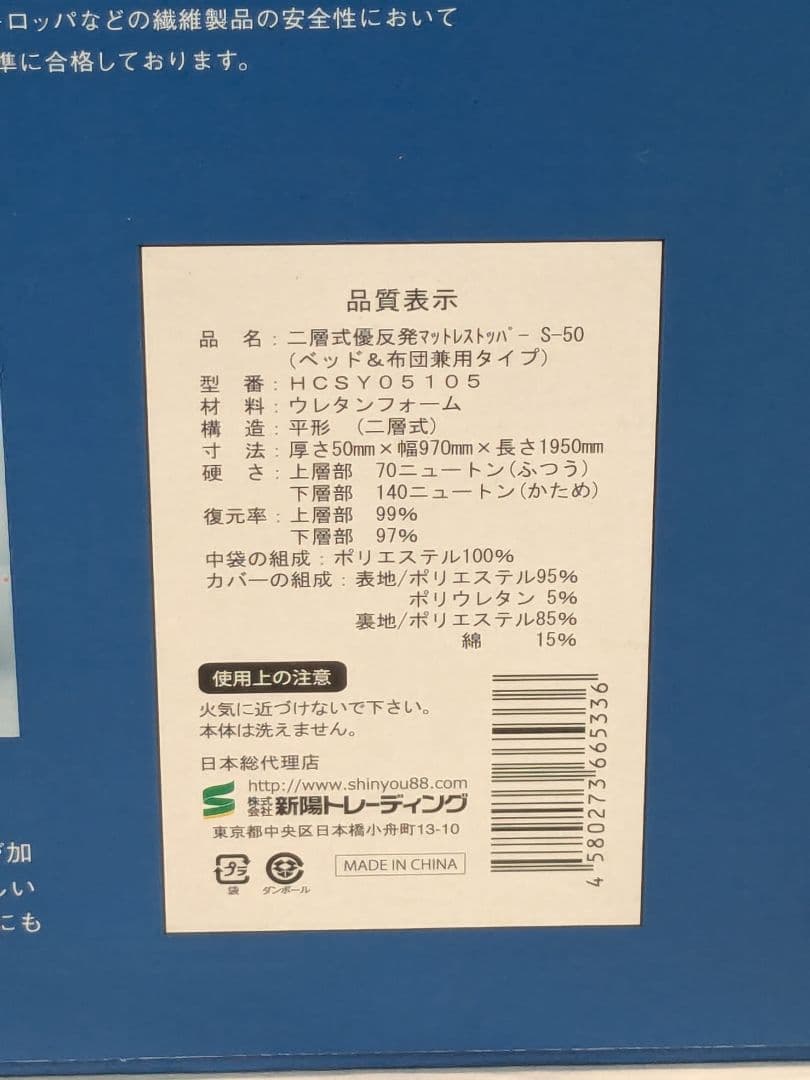 ロッパなどの繊維製品の安全性において
準に合格しております。
品質表示
品　名：二層式優反発ﾏｯﾄﾚｽﾄｯﾊﾟｰ S-50
（ベッド＆布団兼用タイプ）
型　番：ＨＣＳＹ０５１０５
材　料：ウレタンフォーム
構　造：平形　（二層式）
寸　法：厚さ50㎜×幅970㎜×長さ1950㎜
硬　さ：上層部　70ニュートン（ふつう）
下層部　140ニュートン（かため）
復元率：上層部　99%
下層部　97%
中袋の組成：ポリエステル100%
カバーの組成：表地/ポリエステル95%
ポリウレタン 5%
裏地/ポリエステル85%
綿　15%
使用上の注意
火気に近づけないで下さい。
本体は洗えません。
日本総代理店
http://www.shinyou88.com
株式会社 新陽トレーディング
東京都中央区日本橋小舟町13-10
プラ
袋
ダンボール
MADE IN CHINA
4 580273 665336
加
しい
にも